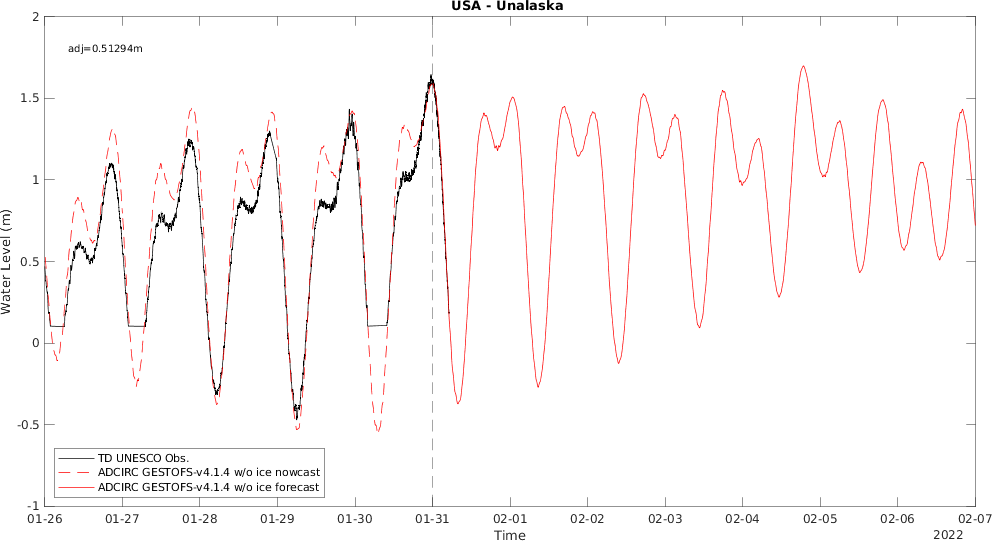 USA - Unalaska
adj=0.51294m
Water Level (m)
2
1.5
1
0.5
0
-0.5
-1
TD UNESCO Obs.
ADCIRC GESTOFS-v4.1.4 w/o ice nowcast
ADCIRC GESTOFS-v4.1.4 w/o ice forecast
01-26 01-27 01-28 01-29 01-30 01-31 02-01 02-02 02-03 02-04 02-05 02-06 02-07
Time
2022